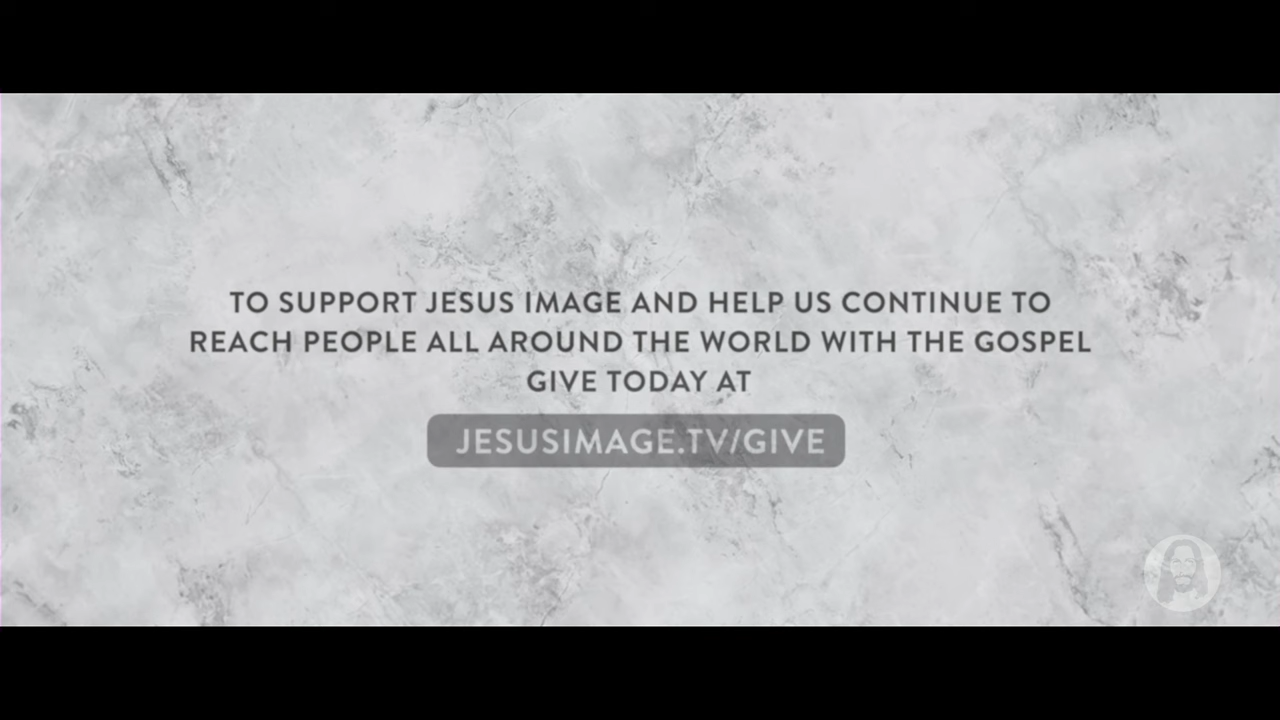 TO SUPPORT JESUS IMAGE AND HELP US CONTINUE TO
REACH PEOPLE ALL AROUND THE WORLD WITH THE GOSPEL
GIVE TODAY AT
JESUSIMAGE.TV/GIVE